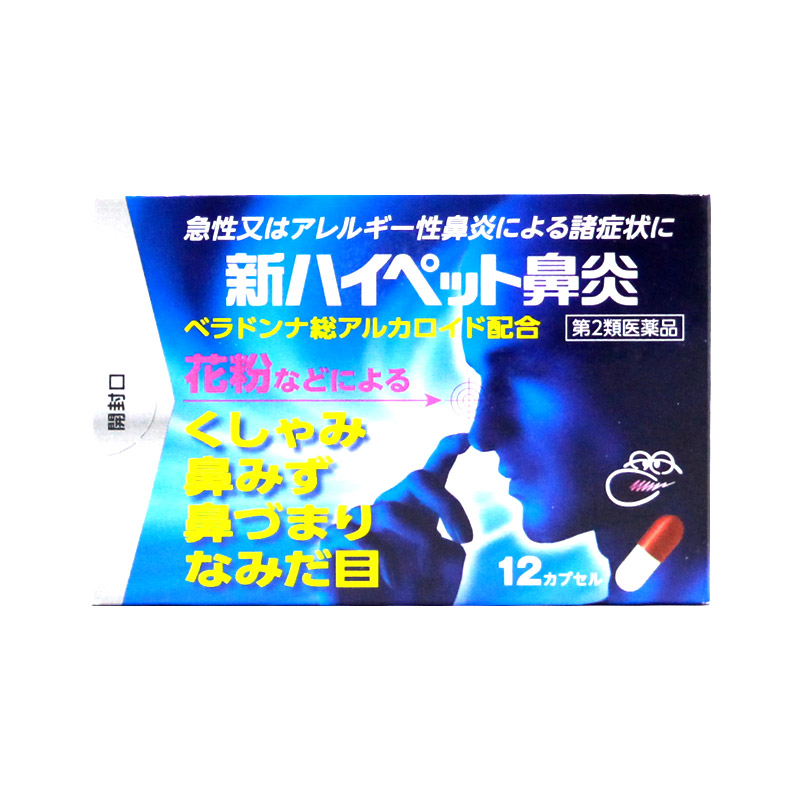 急性又はアレルギー性鼻炎による諸症状に
新ハイペット鼻炎
ベラドンナ総アルカロイド配合
第2類医薬品
花粉などによる
くしゃみ
鼻みず
鼻づまり
なみだ目
12カプセル
開封口